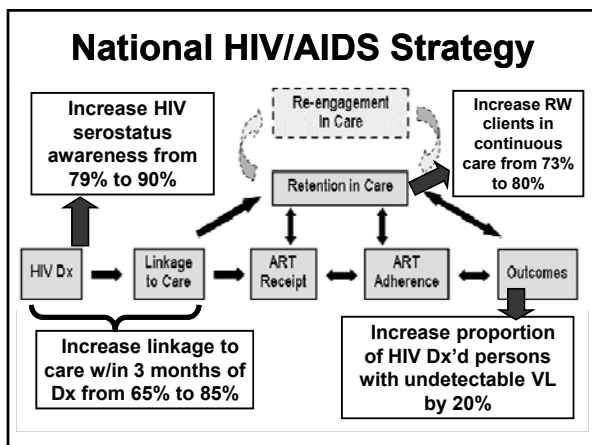 National HIV/AIDS Strategy
Increase HIV
serostatus
awareness from
79% to 90%
Re-engagement
In Care
Increase RW
clients in
continuous
care from 73%
to 80%
Retention in Care
HIV Dx
Linkage
to Care
ART
Receipt
ART
Adherence
Outcomes
Increase linkage to
care w/in 3 months of
Dx from 65% to 85%
Increase proportion
of HIV Dx’d persons
with undetectable VL
by 20%